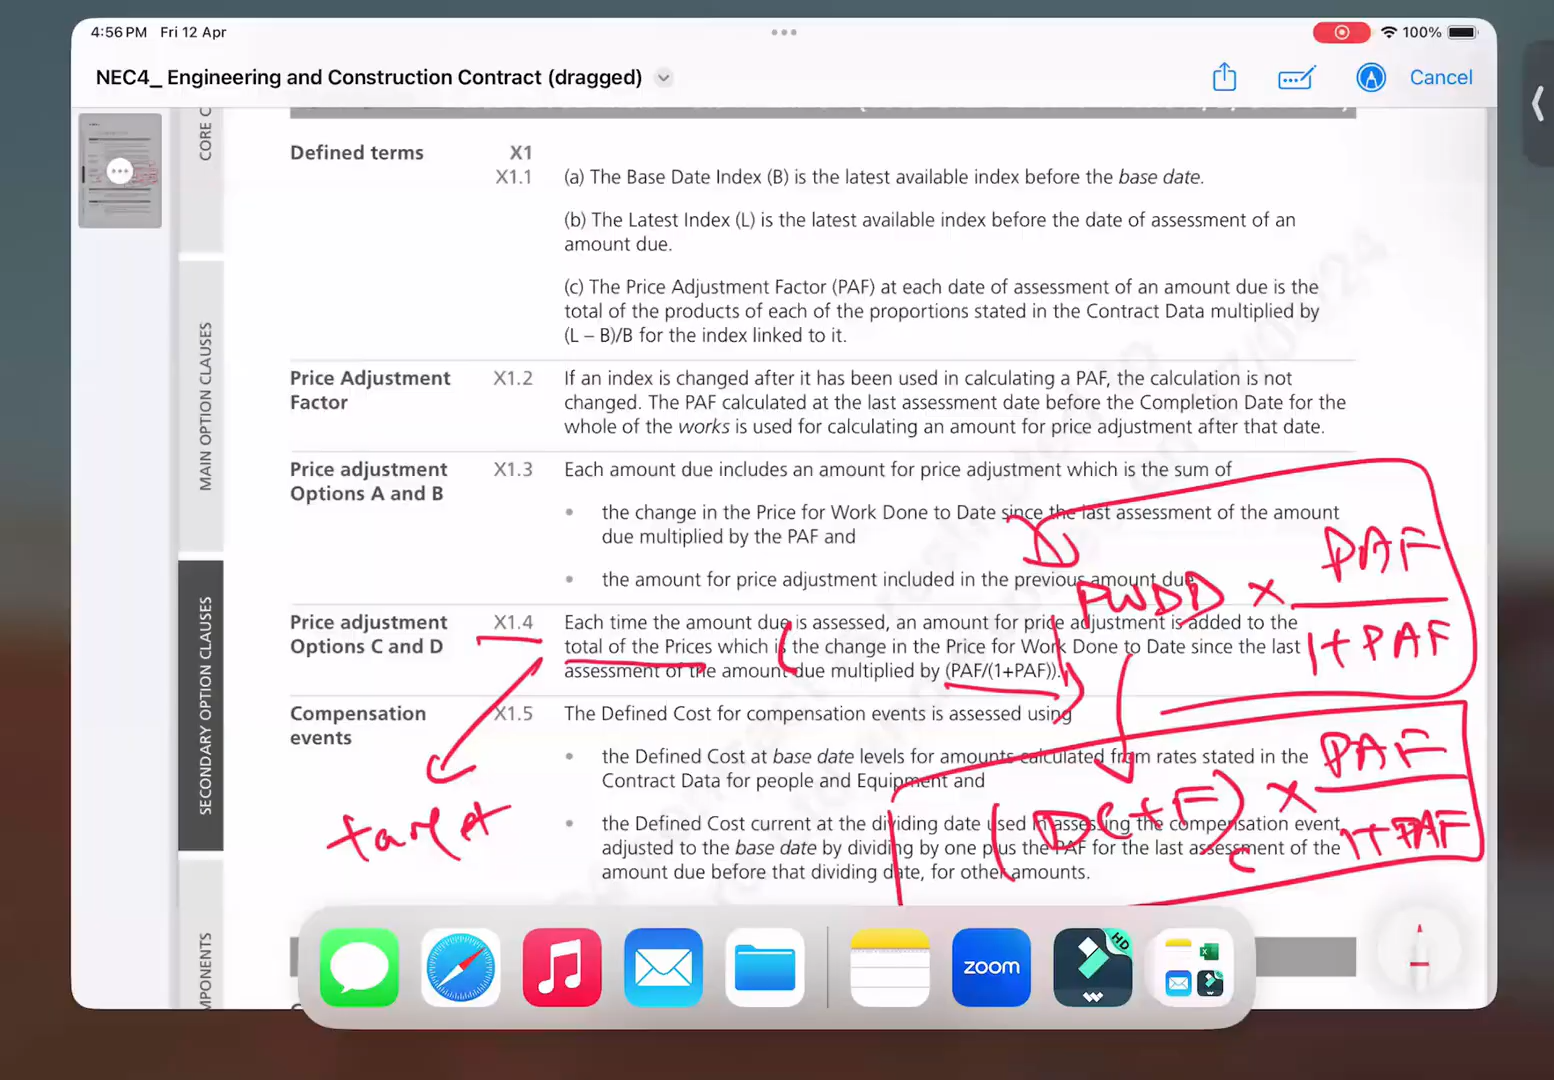 4:56 PM Fri 12 Apr
100%
NEC4_ Engineering and Construction Contract (dragged)
Cancel
CORE C
MAIN OPTION CLAUSES
SECONDARY OPTION CLAUSES
MPONENTS
Defined terms X1
X1.1 (a) The Base Date Index (B) is the latest available index before the base date.
(b) The Latest Index (L) is the latest available index before the date of assessment of an
amount due.
(c) The Price Adjustment Factor (PAF) at each date of assessment of an amount due is the
total of the products of each of the proportions stated in the Contract Data multiplied by
(L – B)/B for the index linked to it.
Price Adjustment X1.2 If an index is changed after it has been used in calculating a PAF, the calculation is not
Factor changed. The PAF calculated at the last assessment date before the Completion Date for the
whole of the works is used for calculating an amount for price adjustment after that date.
Price adjustment X1.3 Each amount due includes an amount for price adjustment which is the sum of
Options A and B
• the change in the Price for Work Done to Date since the last assessment of the amount
due multiplied by the PAF and
• the amount for price adjustment included in the previous amount due.
PWDD × PAF
1+PAF
Price adjustment X1.4 Each time the amount due is assessed, an amount for price adjustment is added to the
Options C and D total of the Prices which is the change in the Price for Work Done to Date since the last
assessment of the amount due multiplied by (PAF/(1+PAF)).
Compensation X1.5 The Defined Cost for compensation events is assessed using
events
• the Defined Cost at base date levels for amounts calculated from rates stated in the
Contract Data for people and Equipment and
• the Defined Cost current at the dividing date used in assessing the compensation event,
adjusted to the base date by dividing by one plus the PAF for the last assessment of the
amount due before that dividing date, for other amounts.
target
(DC+F) × PAF
1+PAF
zoom
HD